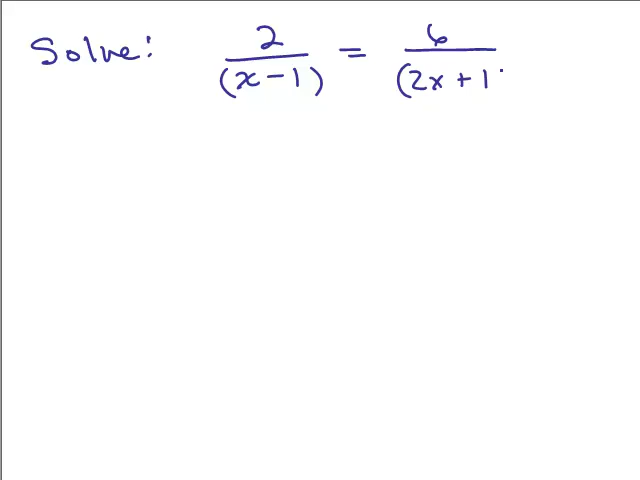 Solve: 2/(x-1) = 6/(2x+1